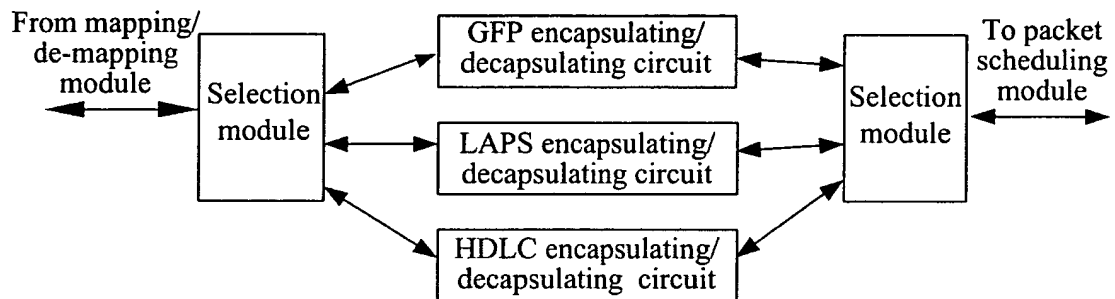 From mapping/
de-mapping
module
Selection
module
GFP encapsulating/
decapsulating circuit
LAPS encapsulating/
decapsulating circuit
HDLC encapsulating/
decapsulating circuit
Selection
module
To packet
scheduling
module